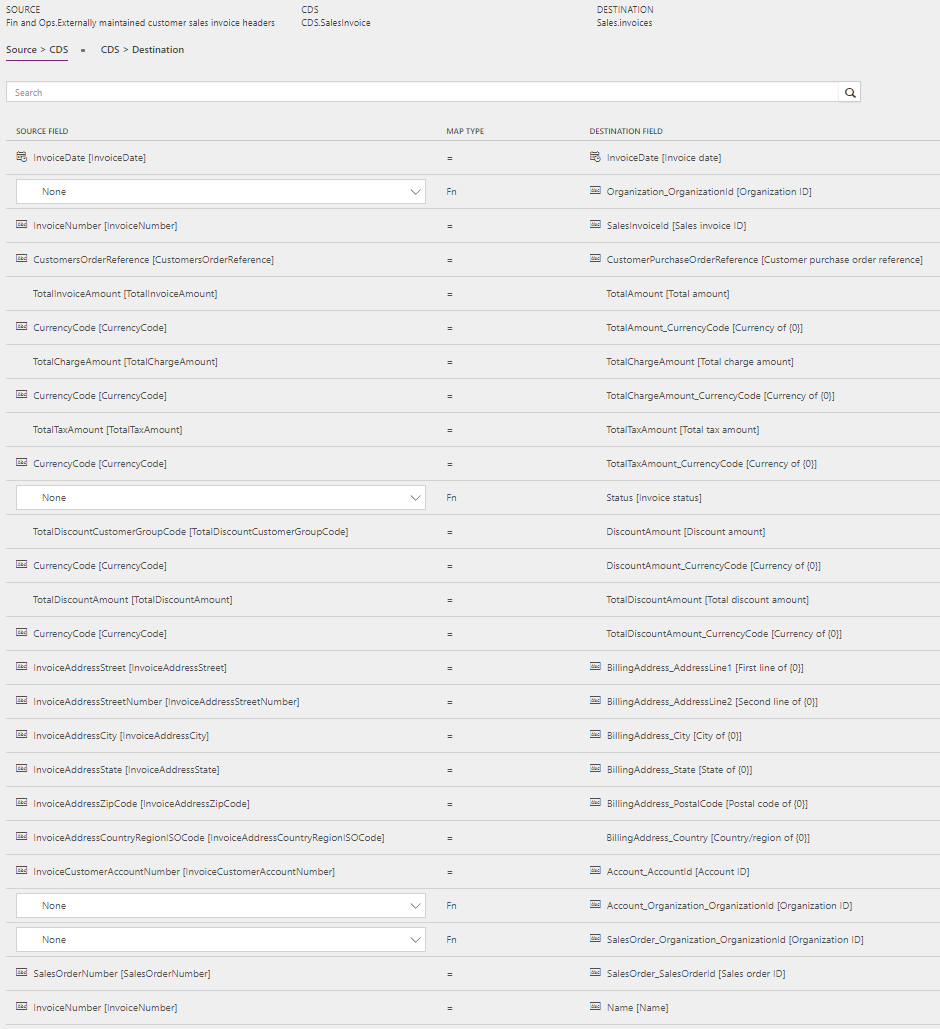 SOURCE CDS DESTINATION
Fin and Ops.Externally maintained customer sales invoice headers CDS.SalesInvoice Sales.invoices
Source > CDS CDS > Destination
Search
SOURCE FIELD MAP TYPE DESTINATION FIELD
InvoiceDate [InvoiceDate] = InvoiceDate [Invoice date]
None Fn Organization_OrganizationId [Organization ID]
InvoiceNumber [InvoiceNumber] = SalesInvoiceId [Sales invoice ID]
CustomersOrderReference [CustomersOrderReference] = CustomerPurchaseOrderReference [Customer purchase order reference]
TotalInvoiceAmount [TotalInvoiceAmount] = TotalAmount [Total amount]
CurrencyCode [CurrencyCode] = TotalAmount_CurrencyCode [Currency of {0}]
TotalChargeAmount [TotalChargeAmount] = TotalChargeAmount [Total charge amount]
CurrencyCode [CurrencyCode] = TotalChargeAmount_CurrencyCode [Currency of {0}]
TotalTaxAmount [TotalTaxAmount] = TotalTaxAmount [Total tax amount]
CurrencyCode [CurrencyCode] = TotalTaxAmount_CurrencyCode [Currency of {0}]
None Fn Status [Invoice status]
TotalDiscountCustomerGroupCode [TotalDiscountCustomerGroupCode] = DiscountAmount [Discount amount]
CurrencyCode [CurrencyCode] = DiscountAmount_CurrencyCode [Currency of {0}]
TotalDiscountAmount [TotalDiscountAmount] = TotalDiscountAmount [Total discount amount]
CurrencyCode [CurrencyCode] = TotalDiscountAmount_CurrencyCode [Currency of {0}]
InvoiceAddressStreet [InvoiceAddressStreet] = BillingAddress_AddressLine1 [First line of {0}]
InvoiceAddressStreetNumber [InvoiceAddressStreetNumber] = BillingAddress_AddressLine2 [Second line of {0}]
InvoiceAddressCity [InvoiceAddressCity] = BillingAddress_City [City of {0}]
InvoiceAddressState [InvoiceAddressState] = BillingAddress_State [State of {0}]
InvoiceAddressZipCode [InvoiceAddressZipCode] = BillingAddress_PostalCode [Postal code of {0}]
InvoiceAddressCountryRegionISOCode [InvoiceAddressCountryRegionISOCode] = BillingAddress_Country [Country/region of {0}]
InvoiceCustomerAccountNumber [InvoiceCustomerAccountNumber] = Account_AccountId [Account ID]
None Fn Account_Organization_OrganizationId [Organization ID]
None Fn SalesOrder_Organization_OrganizationId [Organization ID]
SalesOrderNumber [SalesOrderNumber] = SalesOrder_SalesOrderId [Sales order ID]
InvoiceNumber [InvoiceNumber] = Name [Name]